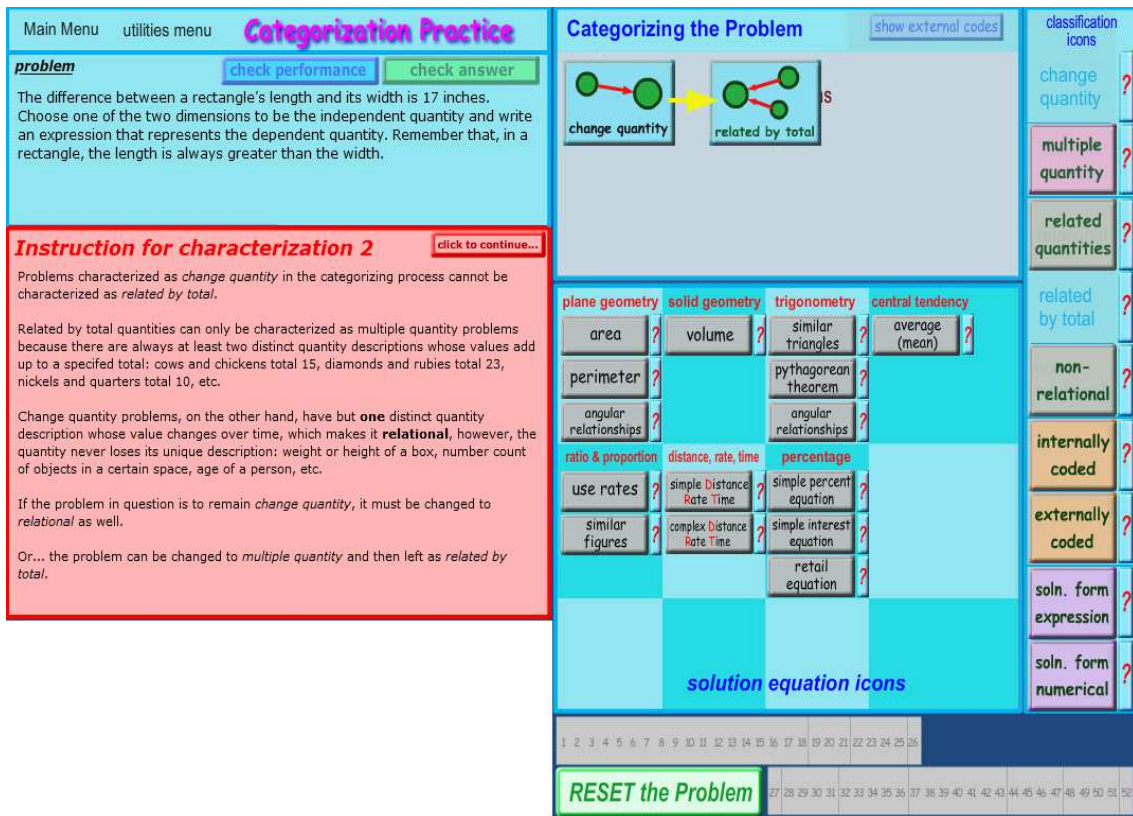 Main Menu
utilities menu
Categorization Practice
problem
check performance
check answer
The difference between a rectangle's length and its width is 17 inches.
Choose one of the two dimensions to be the independent quantity and write
an expression that represents the dependent quantity. Remember that, in a
rectangle, the length is always greater than the width.
Instruction for characterization 2
click to continue...
Problems characterized as change quantity in the categorizing process cannot be
characterized as related by total.
Related by total quantities can only be characterized as multiple quantity problems
because there are always at least two distinct quantity descriptions whose values add
up to a specifed total: cows and chickens total 15, diamonds and rubies total 23,
nickels and quarters total 10, etc.
Change quantity problems, on the other hand, have but one distinct quantity
description whose value changes over time, which makes it relational, however, the
quantity never loses its unique description: weight or height of a box, number count
of objects in a certain space, age of a person, etc.
If the problem in question is to remain change quantity, it must be changed to
relational as well.
Or... the problem can be changed to multiple quantity and then left as related by
total.
Categorizing the Problem
show external codes
change quantity
related by total
plane geometry solid geometry trigonometry central tendency
area ? volume ? similar triangles ? average (mean) ?
perimeter ? pythagorean theorem ?
angular relationships ? angular relationships ?
ratio & proportion distance, rate, time percentage
use rates ? simple Distance Rate Time ? simple percent equation ?
similar figures ? complex Distance Rate Time ? simple interest equation ?
retail equation ?
solution equation icons
classification
icons
change
quantity
?
multiple
quantity
?
related
quantities
?
related
by total
?
non-
relational
?
internally
coded
?
externally
coded
?
soln. form
expression
?
soln. form
numerical
?
1 2 3 4 5 6 7 8 9 10 11 12 13 14 15 16 17 18 19 20 21 22 23 24 25 26
RESET the Problem
27 28 29 30 31 32 33 34 35 36 37 38 39 40 41 42 43 44 45 46 47 48 49 50 51 52